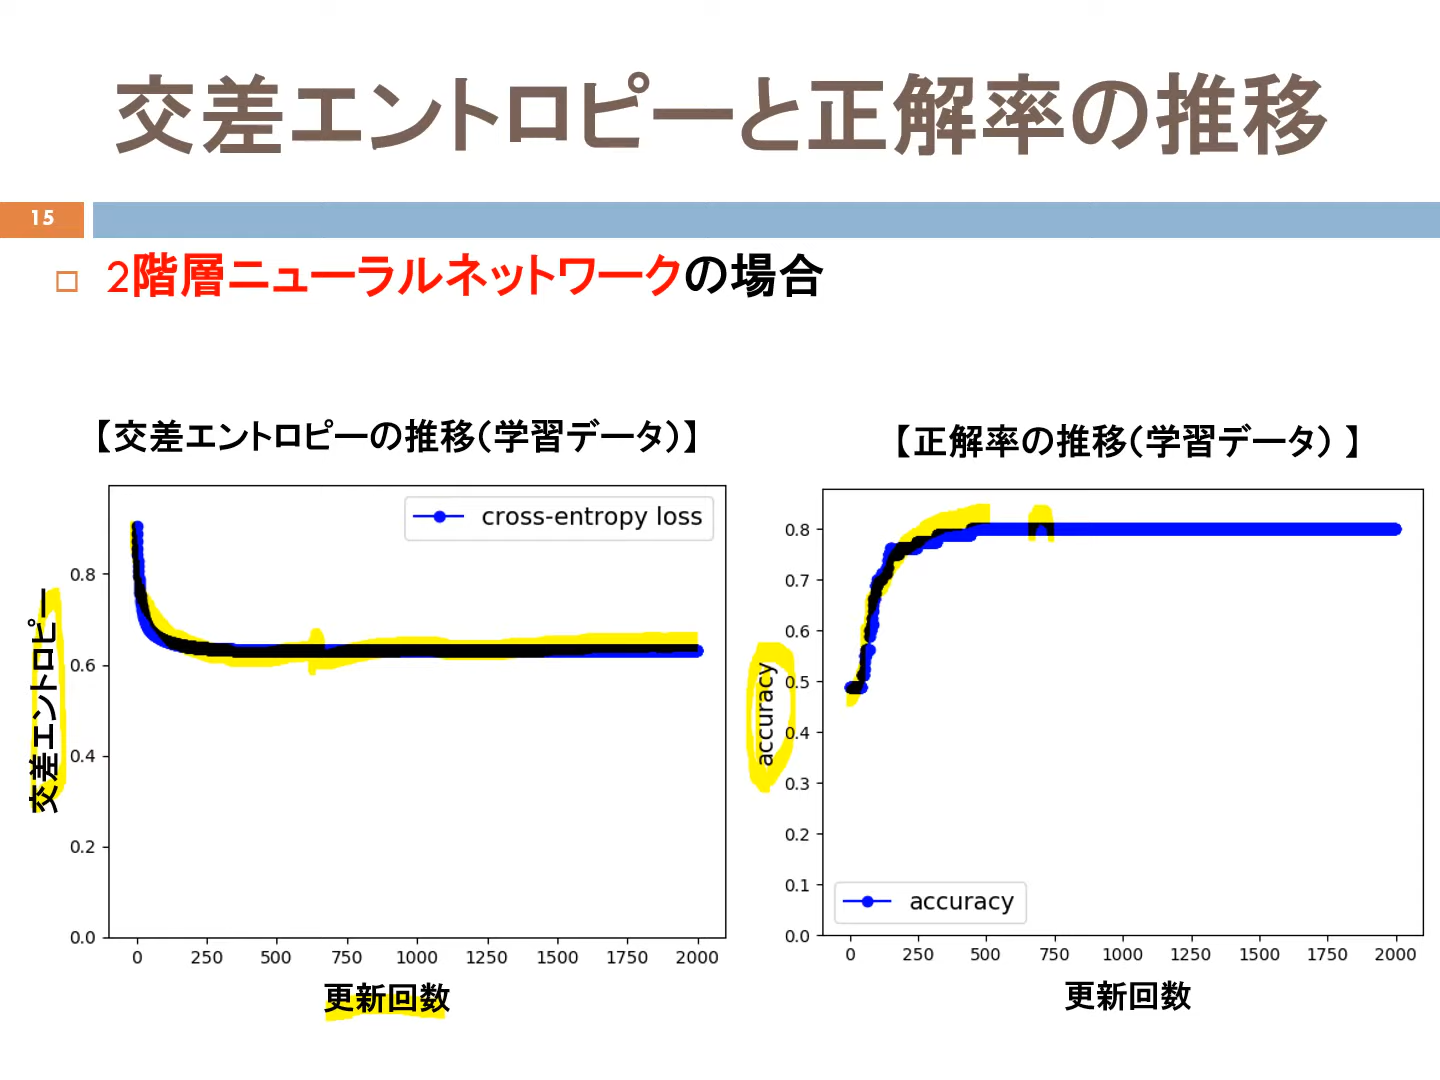 交差エントロピーと正解率の推移
15
2階層ニューラルネットワークの場合
【交差エントロピーの推移(学習データ)】
cross-entropy loss
交差エントロピー
0.8
0.6
0.4
0.2
0.0
0 250 500 750 1000 1250 1500 1750 2000
更新回数
【正解率の推移(学習データ) 】
accuracy
0.8
0.7
0.6
0.5
0.4
0.3
0.2
0.1
0.0
accuracy
0 250 500 750 1000 1250 1500 1750 2000
更新回数